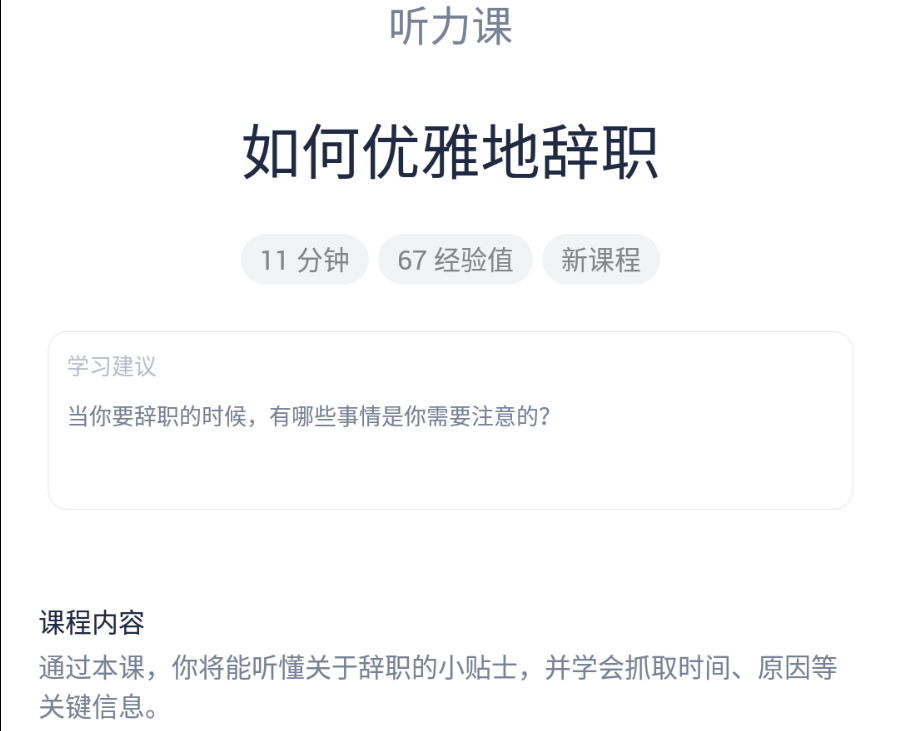 听力课
如何优雅地辞职
11 分钟
67 经验值
新课程
学习建议
当你要辞职的时候，有哪些事情是你需要注意的？
课程内容
通过本课，你将能听懂关于辞职的小贴士，并学会抓取时间、原因等
关键信息。